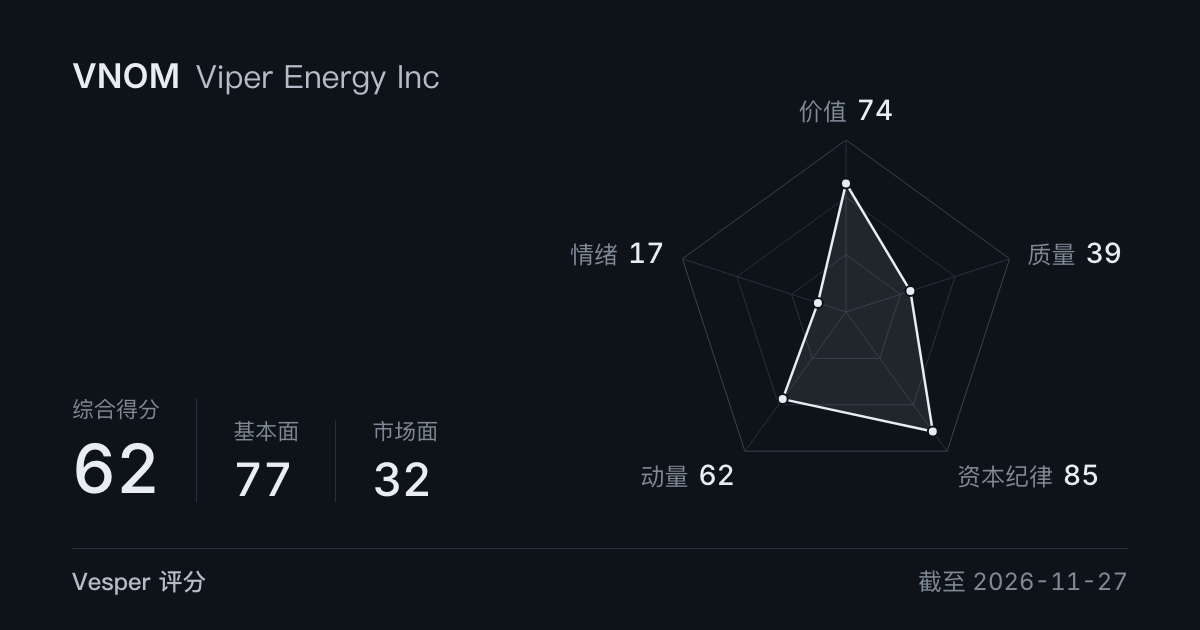 VNOM Viper Energy Inc
价值 74
情绪 17
质量 39
动量 62
资本纪律 85
综合得分
62
基本面
77
市场面
32
Vesper 评分
截至 2026-11-27